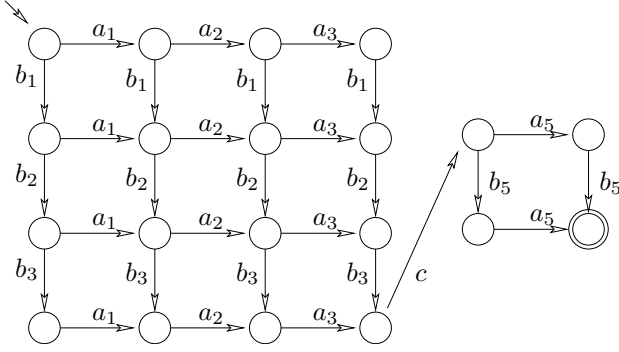 a₁ a₂ a₃
b₁ b₁ b₁ b₁
a₁ a₂ a₃ a₅
b₂ b₂ b₂ b₂ b₅ b₅
a₁ a₂ a₃ a₅
b₃ b₃ b₃ b₃ c
a₁ a₂ a₃